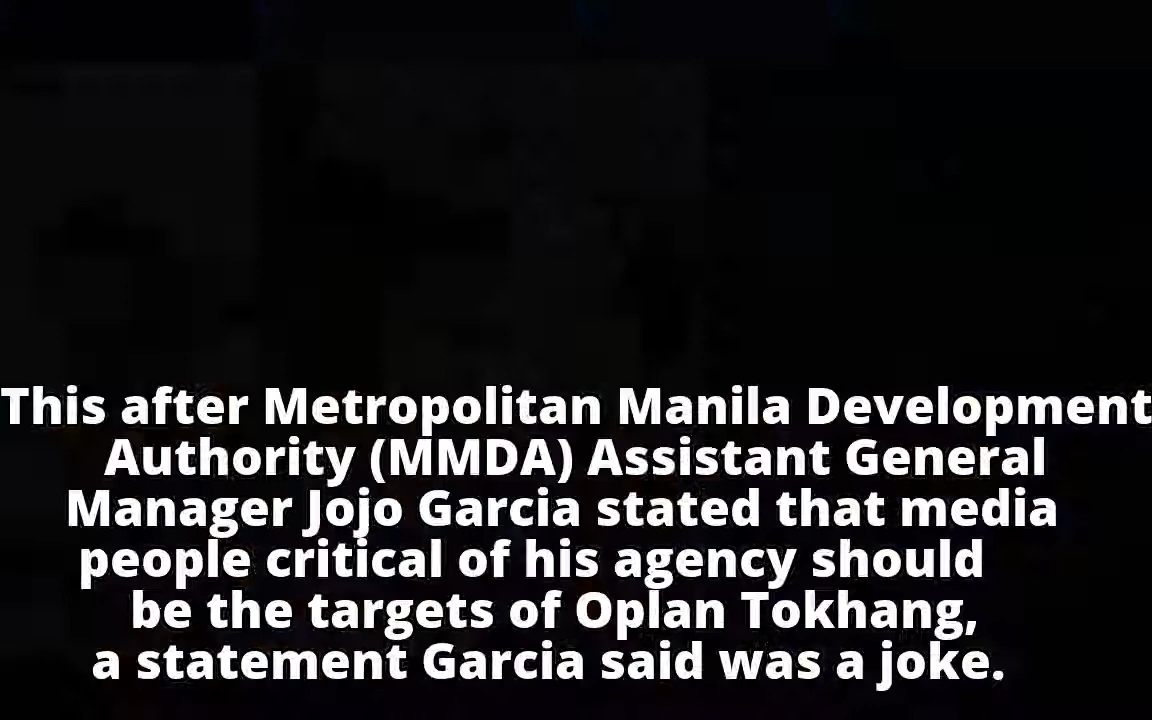 This after Metropolitan Manila Development
Authority (MMDA) Assistant General
Manager Jojo Garcia stated that media
people critical of his agency should
be the targets of Oplan Tokhang,
a statement Garcia said was a joke.